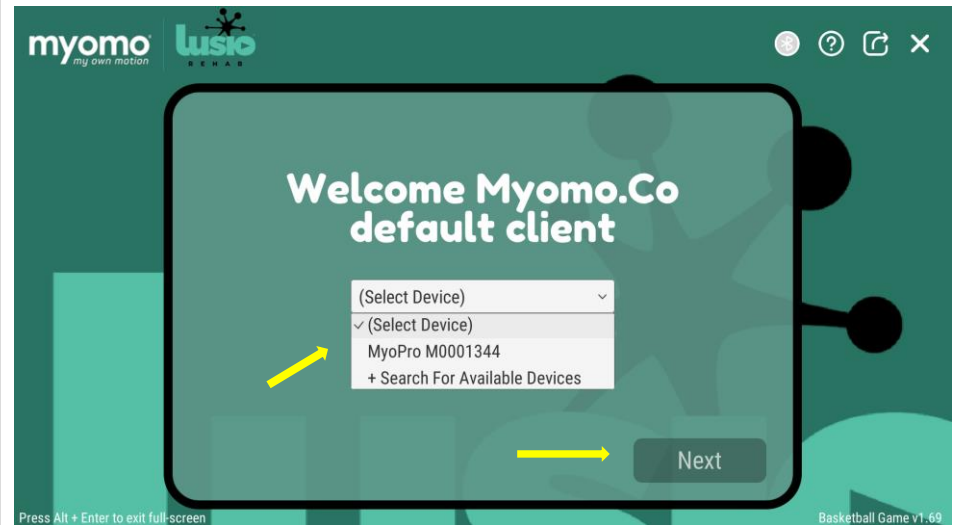 myomo
my own motion
Lusio
REHAB
Welcome Myomo.Co
default client
(Select Device)
(Select Device)
MyoPro M0001344
+ Search For Available Devices
Next
Press Alt + Enter to exit full-screen
Basketball Game v1.69